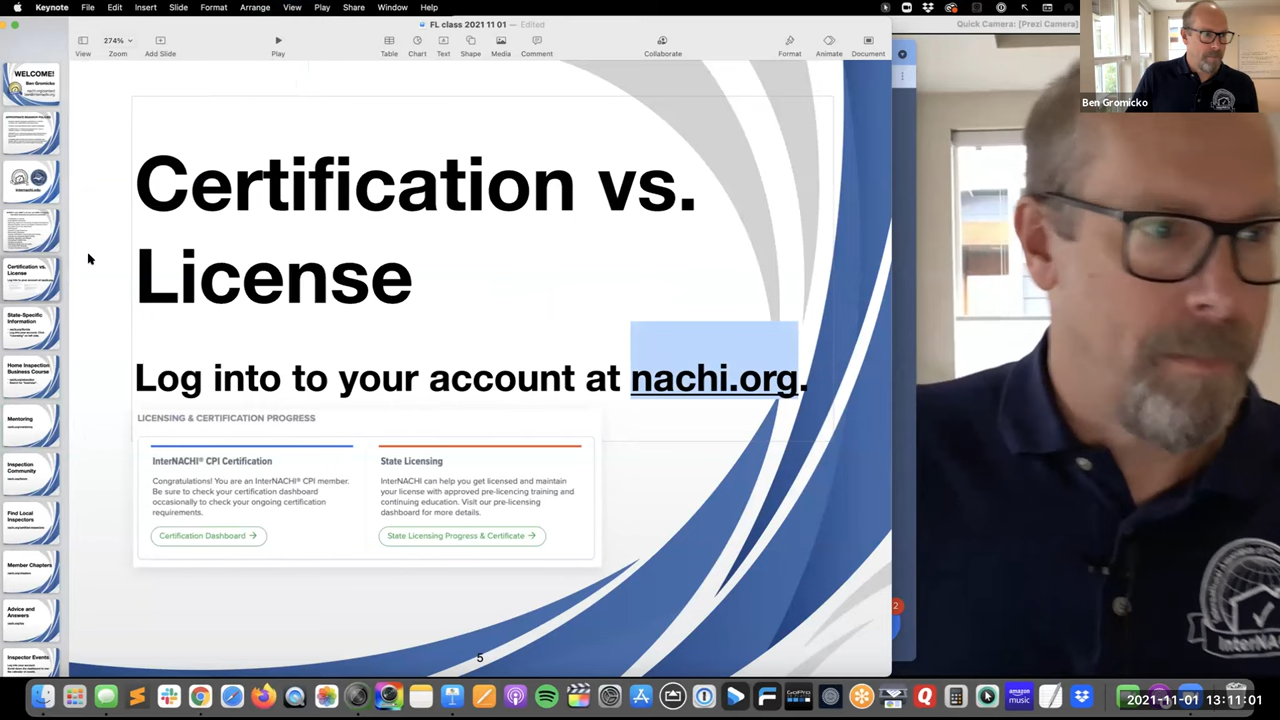 Keynote File Edit Insert Slide Format Arrange View Play Share Window Help
FL class 2021 11 01 — Edited
Quick Camera: [Prezi Camera]
274%
View Zoom Add Slide Play Table Chart Text Shape Media Comment Collaborate Format Animate Document
Ben Gromicko
WELCOME!
Ben Gromicko
Certification vs.
License
State-Specific
Information
Home Inspection
Business Course
Mentoring
Inspection
Community
Find Local
Inspectors
Member Chapters
Advice and
Answers
Inspector Events
Certification vs.
License
Log into to your account at nachi.org.
LICENSING & CERTIFICATION PROGRESS
InterNACHI® CPI Certification
Congratulations! You are an InterNACHI® CPI member.
Be sure to check your certification dashboard
occasionally to check your ongoing certification
requirements.
Certification Dashboard →
State Licensing
InterNACHI can help you get licensed and maintain
your license with approved pre-licencing training and
continuing education. Visit our pre-licensing
dashboard for more details.
State Licensing Progress & Certificate →
5
2
InterNACHI
GoPro
amazon
music
2021-11-01 13:11:01